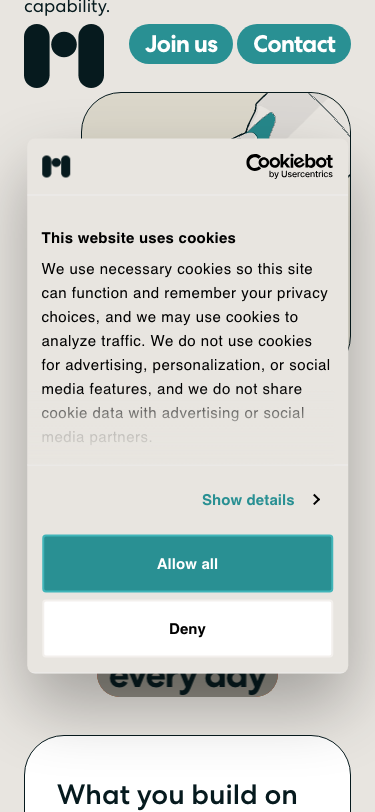 capability.
Join us
Contact
Cookiebot
by Usercentrics
This website uses cookies
We use necessary cookies so this site
can function and remember your privacy
choices, and we may use cookies to
analyze traffic. We do not use cookies
for advertising, personalization, or social
media features, and we do not share
cookie data with advertising or social
media partners.
Show details
Allow all
Deny
every day
What you build on